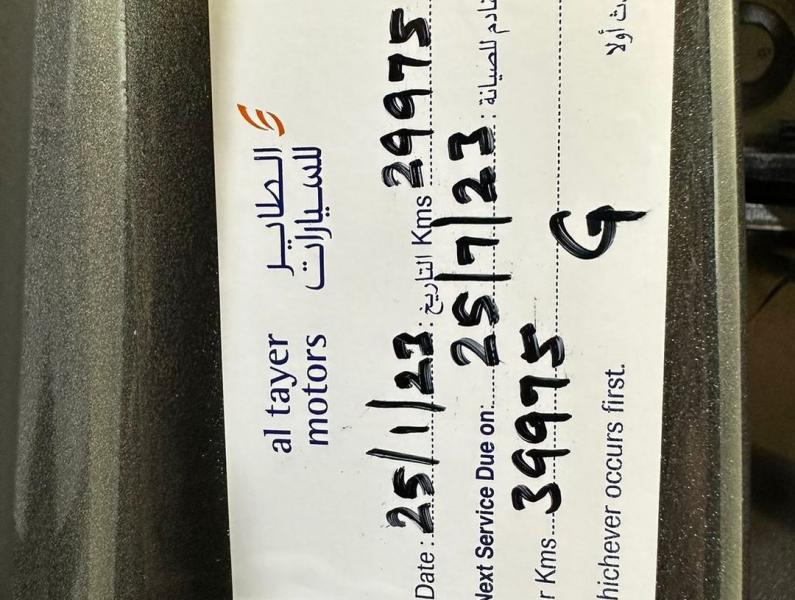 al tayer الطاير
motors للسيارات
Date : 25/1/23 : التاريخ Kms 29975
Next Service Due on: 25/7/23 : للصيانة
r Kms 39975
hichever occurs first.
أولا
G